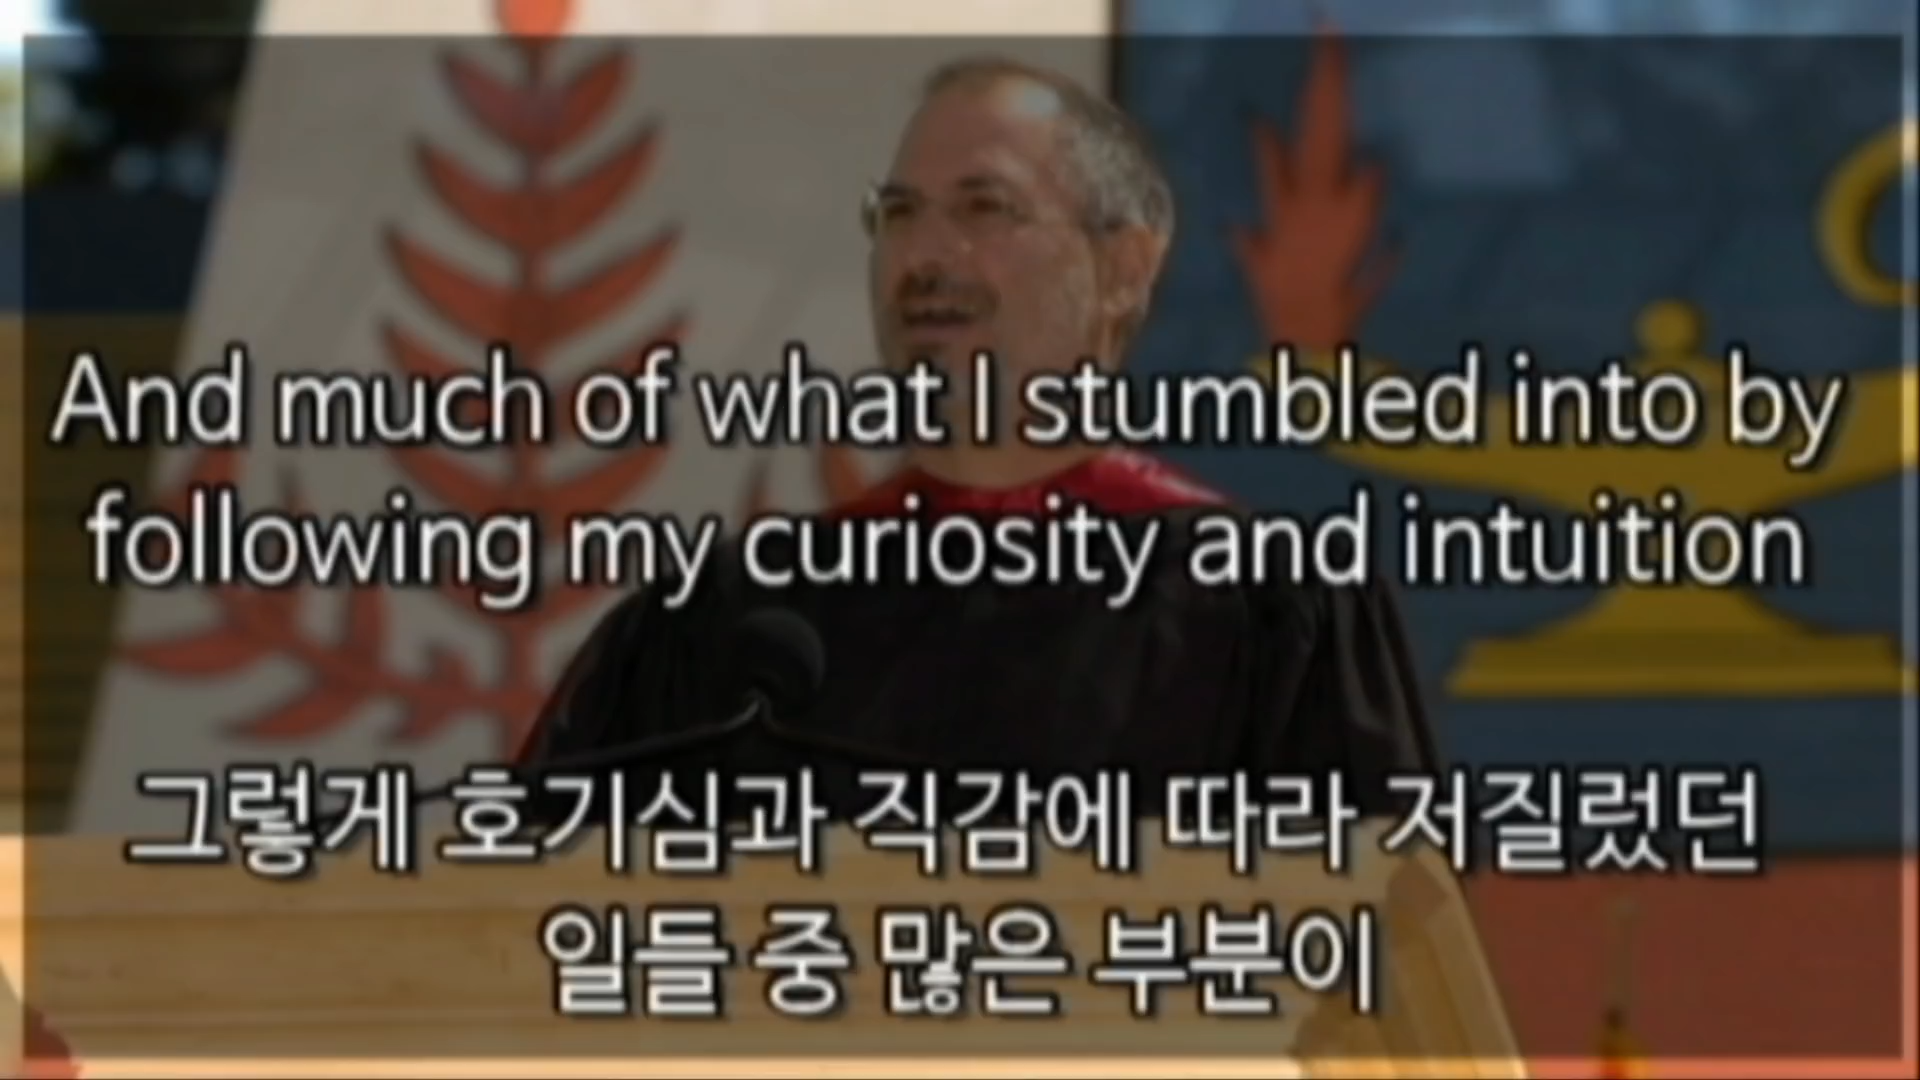 And much of what I stumbled into by
following my curiosity and intuition
그렇게 호기심과 직감에 따라 저질렀던
일들 중 많은 부분이